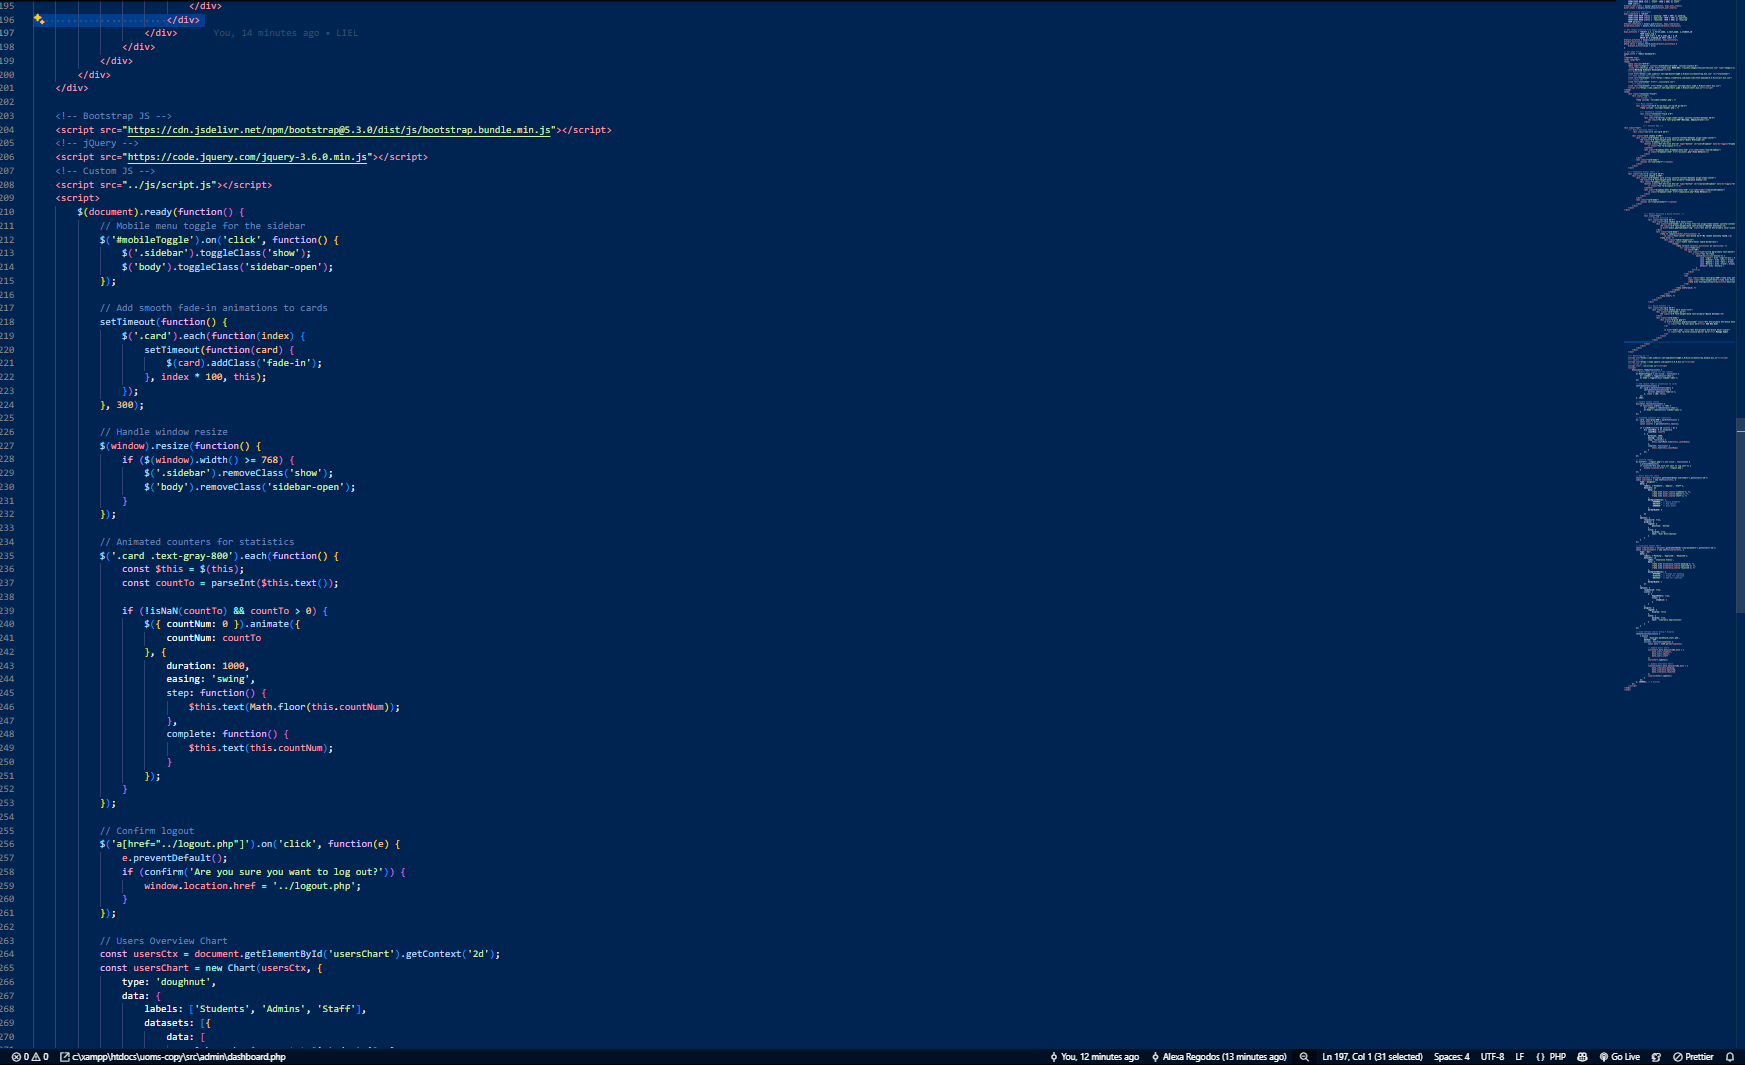 195 </div>
196 </div>
197 </div> You, 14 minutes ago • LIEL
198 </div>
199 </div>
200 </div>
201 </div>
202
203 <!-- Bootstrap JS -->
204 <script src="https://cdn.jsdelivr.net/npm/bootstrap@5.3.0/dist/js/bootstrap.bundle.min.js"></script>
205 <!-- jQuery -->
206 <script src="https://code.jquery.com/jquery-3.6.0.min.js"></script>
207 <!-- Custom JS -->
208 <script src="../js/script.js"></script>
209 <script>
210 $(document).ready(function() {
211 // Mobile menu toggle for the sidebar
212 $('#mobileToggle').on('click', function() {
213 $('.sidebar').toggleClass('show');
214 $('body').toggleClass('sidebar-open');
215 });
216
217 // Add smooth fade-in animations to cards
218 setTimeout(function() {
219 $('.card').each(function(index) {
220 setTimeout(function(card) {
221 $(card).addClass('fade-in');
222 }, index * 100, this);
223 });
224 }, 300);
225
226 // Handle window resize
227 $(window).resize(function() {
228 if ($(window).width() >= 768) {
229 $('.sidebar').removeClass('show');
230 $('body').removeClass('sidebar-open');
231 }
232 });
233
234 // Animated counters for statistics
235 $('.card .text-gray-800').each(function() {
236 const $this = $(this);
237 const countTo = parseInt($this.text());
238
239 if (!isNaN(countTo) && countTo > 0) {
240 $({ countNum: 0 }).animate({
241 countNum: countTo
242 }, {
243 duration: 1000,
244 easing: 'swing',
245 step: function() {
246 $this.text(Math.floor(this.countNum));
247 },
248 complete: function() {
249 $this.text(this.countNum);
250 }
251 });
252 }
253 });
254
255 // Confirm logout
256 $('a[href="../logout.php"]').on('click', function(e) {
257 e.preventDefault();
258 if (confirm('Are you sure you want to log out?')) {
259 window.location.href = '../logout.php';
260 }
261 });
262
263 // Users Overview Chart
264 const usersCtx = document.getElementById('usersChart').getContext('2d');
265 const usersChart = new Chart(usersCtx, {
266 type: 'doughnut',
267 data: {
268 labels: ['Students', 'Admins', 'Staff'],
269 datasets: [{
270 data: [
0 0 c:\xampp\htdocs\uoms-copy\src\admin\dashboard.php You, 12 minutes ago Alexa Regodos (13 minutes ago) Ln 197, Col 1 (31 selected) Spaces: 4 UTF-8 LF {} PHP Go Live Prettier